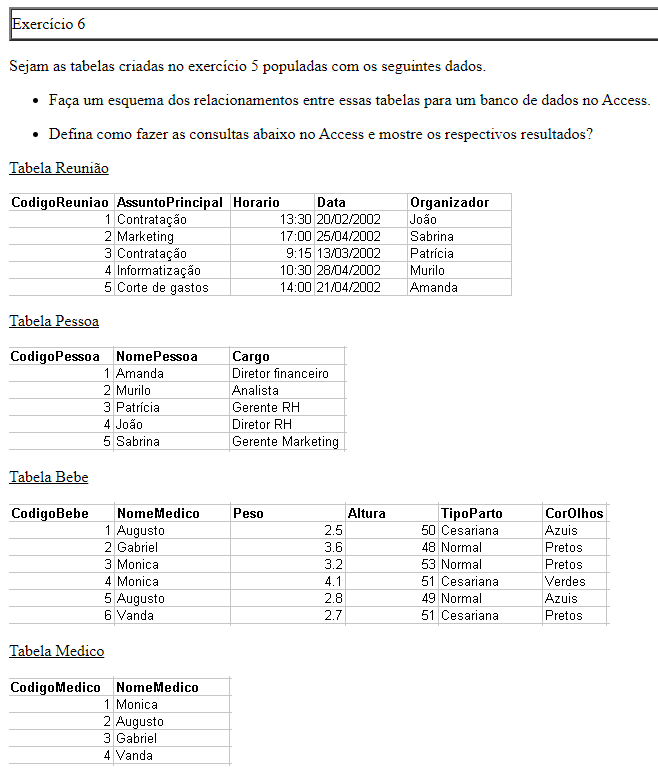 Exercício 6
Sejam as tabelas criadas no exercício 5 populadas com os seguintes dados.
• Faça um esquema dos relacionamentos entre essas tabelas para um banco de dados no Access.
• Defina como fazer as consultas abaixo no Access e mostre os respectivos resultados?
Tabela Reunião
CodigoReuniao AssuntoPrincipal Horario Data Organizador
1 Contratação 13:30 20/02/2002 João
2 Marketing 17:00 25/04/2002 Sabrina
3 Contratação 9:15 13/03/2002 Patrícia
4 Informatização 10:30 28/04/2002 Murilo
5 Corte de gastos 14:00 21/04/2002 Amanda
Tabela Pessoa
CodigoPessoa NomePessoa Cargo
1 Amanda Diretor financeiro
2 Murilo Analista
3 Patrícia Gerente RH
4 João Diretor RH
5 Sabrina Gerente Marketing
Tabela Bebe
CodigoBebe NomeMedico Peso Altura TipoParto CorOlhos
1 Augusto 2.5 50 Cesariana Azuis
2 Gabriel 3.6 48 Normal Pretos
3 Monica 3.2 53 Normal Pretos
4 Monica 4.1 51 Cesariana Verdes
5 Augusto 2.8 49 Normal Azuis
6 Vanda 2.7 51 Cesariana Pretos
Tabela Medico
CodigoMedico NomeMedico
1 Monica
2 Augusto
3 Gabriel
4 Vanda